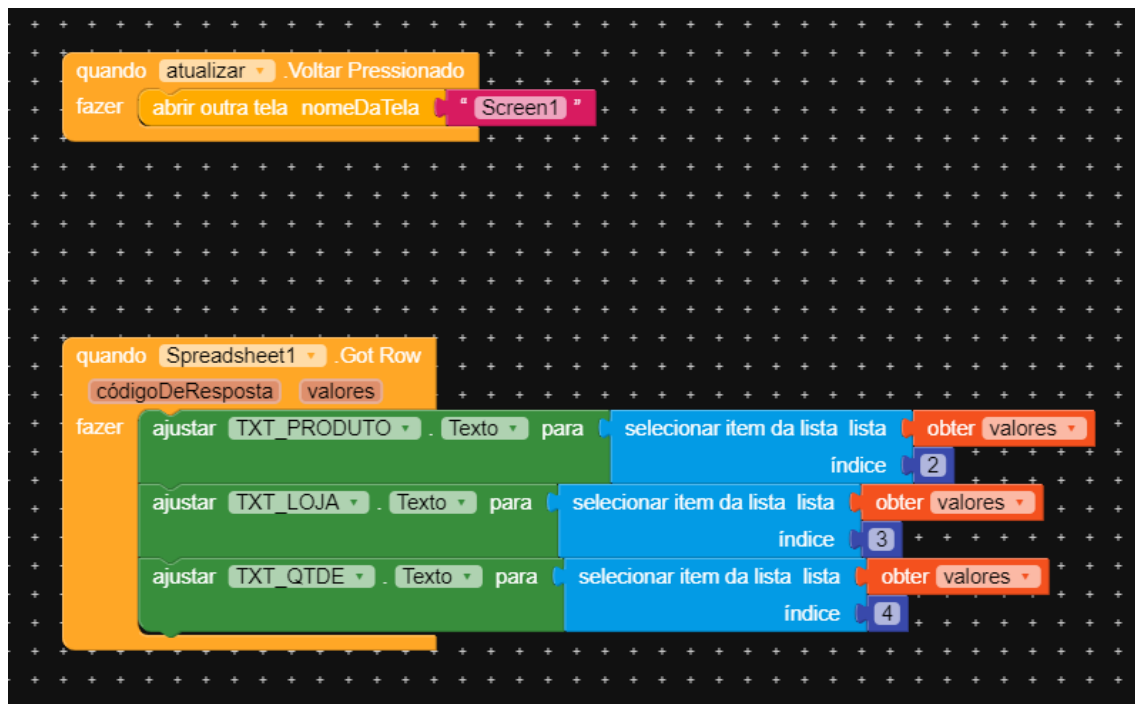 quando atualizar .Voltar Pressionado
fazer abrir outra tela nomeDaTela “ Screen1 ”
quando Spreadsheet1 .Got Row
códigoDeResposta valores
fazer ajustar TXT_PRODUTO . Texto para selecionar item da lista lista obter valores
índice 2
ajustar TXT_LOJA . Texto para selecionar item da lista lista obter valores
índice 3
ajustar TXT_QTDE . Texto para selecionar item da lista lista obter valores
índice 4